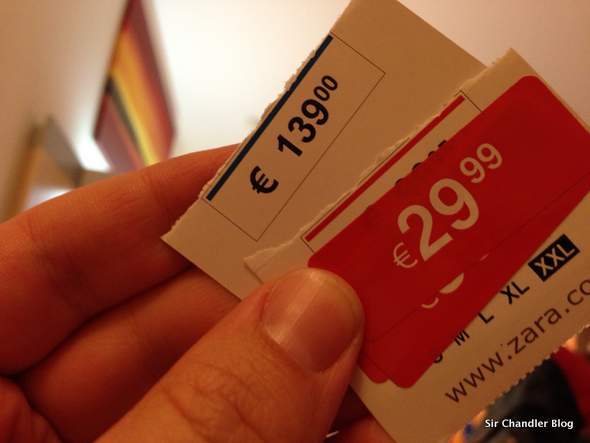 € 139⁰⁰
€29⁹⁹
M L XL XXL
www.zara.co
Sir Chandler Blog